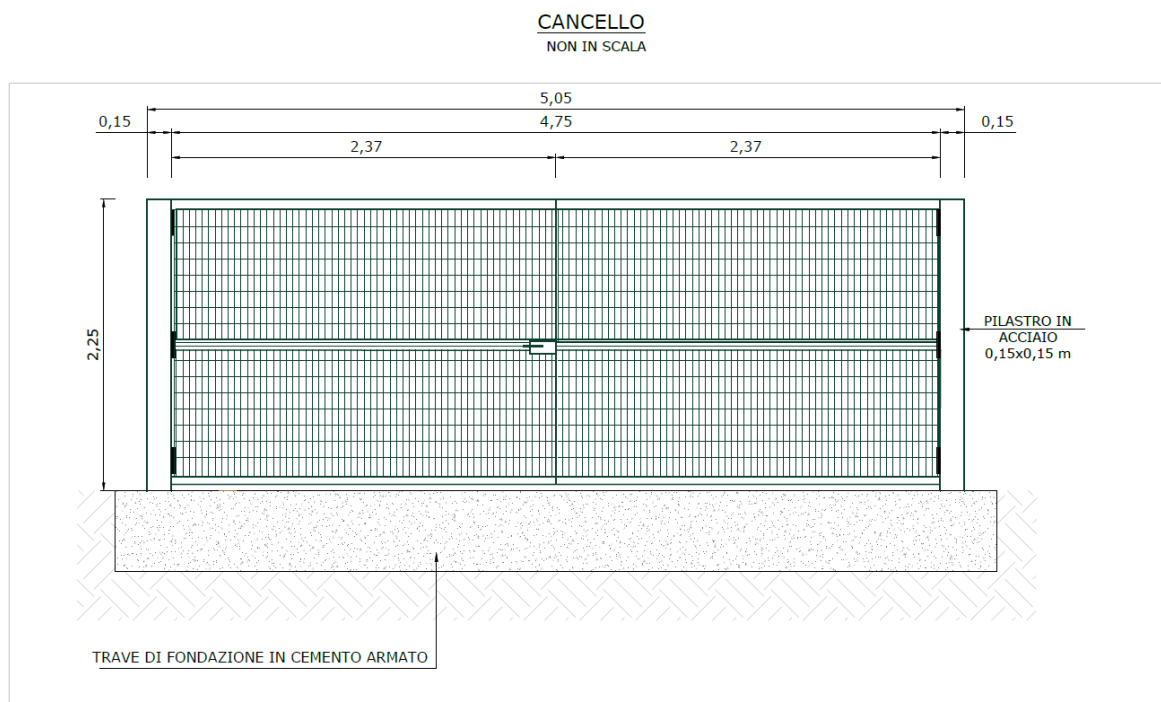 CANCELLO
NON IN SCALA
5,05
0,15
4,75
0,15
2,37
2,37
2,25
PILASTRO IN
ACCIAIO
0,15x0,15 m
TRAVE DI FONDAZIONE IN CEMENTO ARMATO